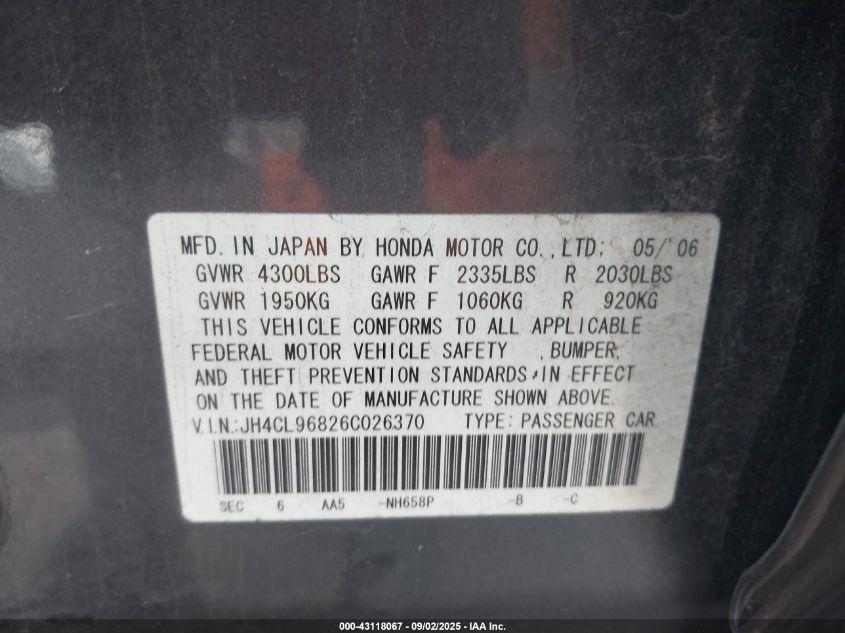 MFD. IN JAPAN BY HONDA MOTOR CO., LTD. 05/'06
GVWR 4300LBS GAWR F 2335LBS R 2030LBS
GVWR 1950KG GAWR F 1060KG R 920KG
THIS VEHICLE CONFORMS TO ALL APPLICABLE
FEDERAL MOTOR VEHICLE SAFETY , BUMPER,
AND THEFT PREVENTION STANDARDS IN EFFECT
ON THE DATE OF MANUFACTURE SHOWN ABOVE.
V.I.N.:JH4CL96826C026370 TYPE: PASSENGER CAR
SEC 6 AA5 -NH658P -B -C
000-43118067 - 09/02/2025 - IAA Inc.